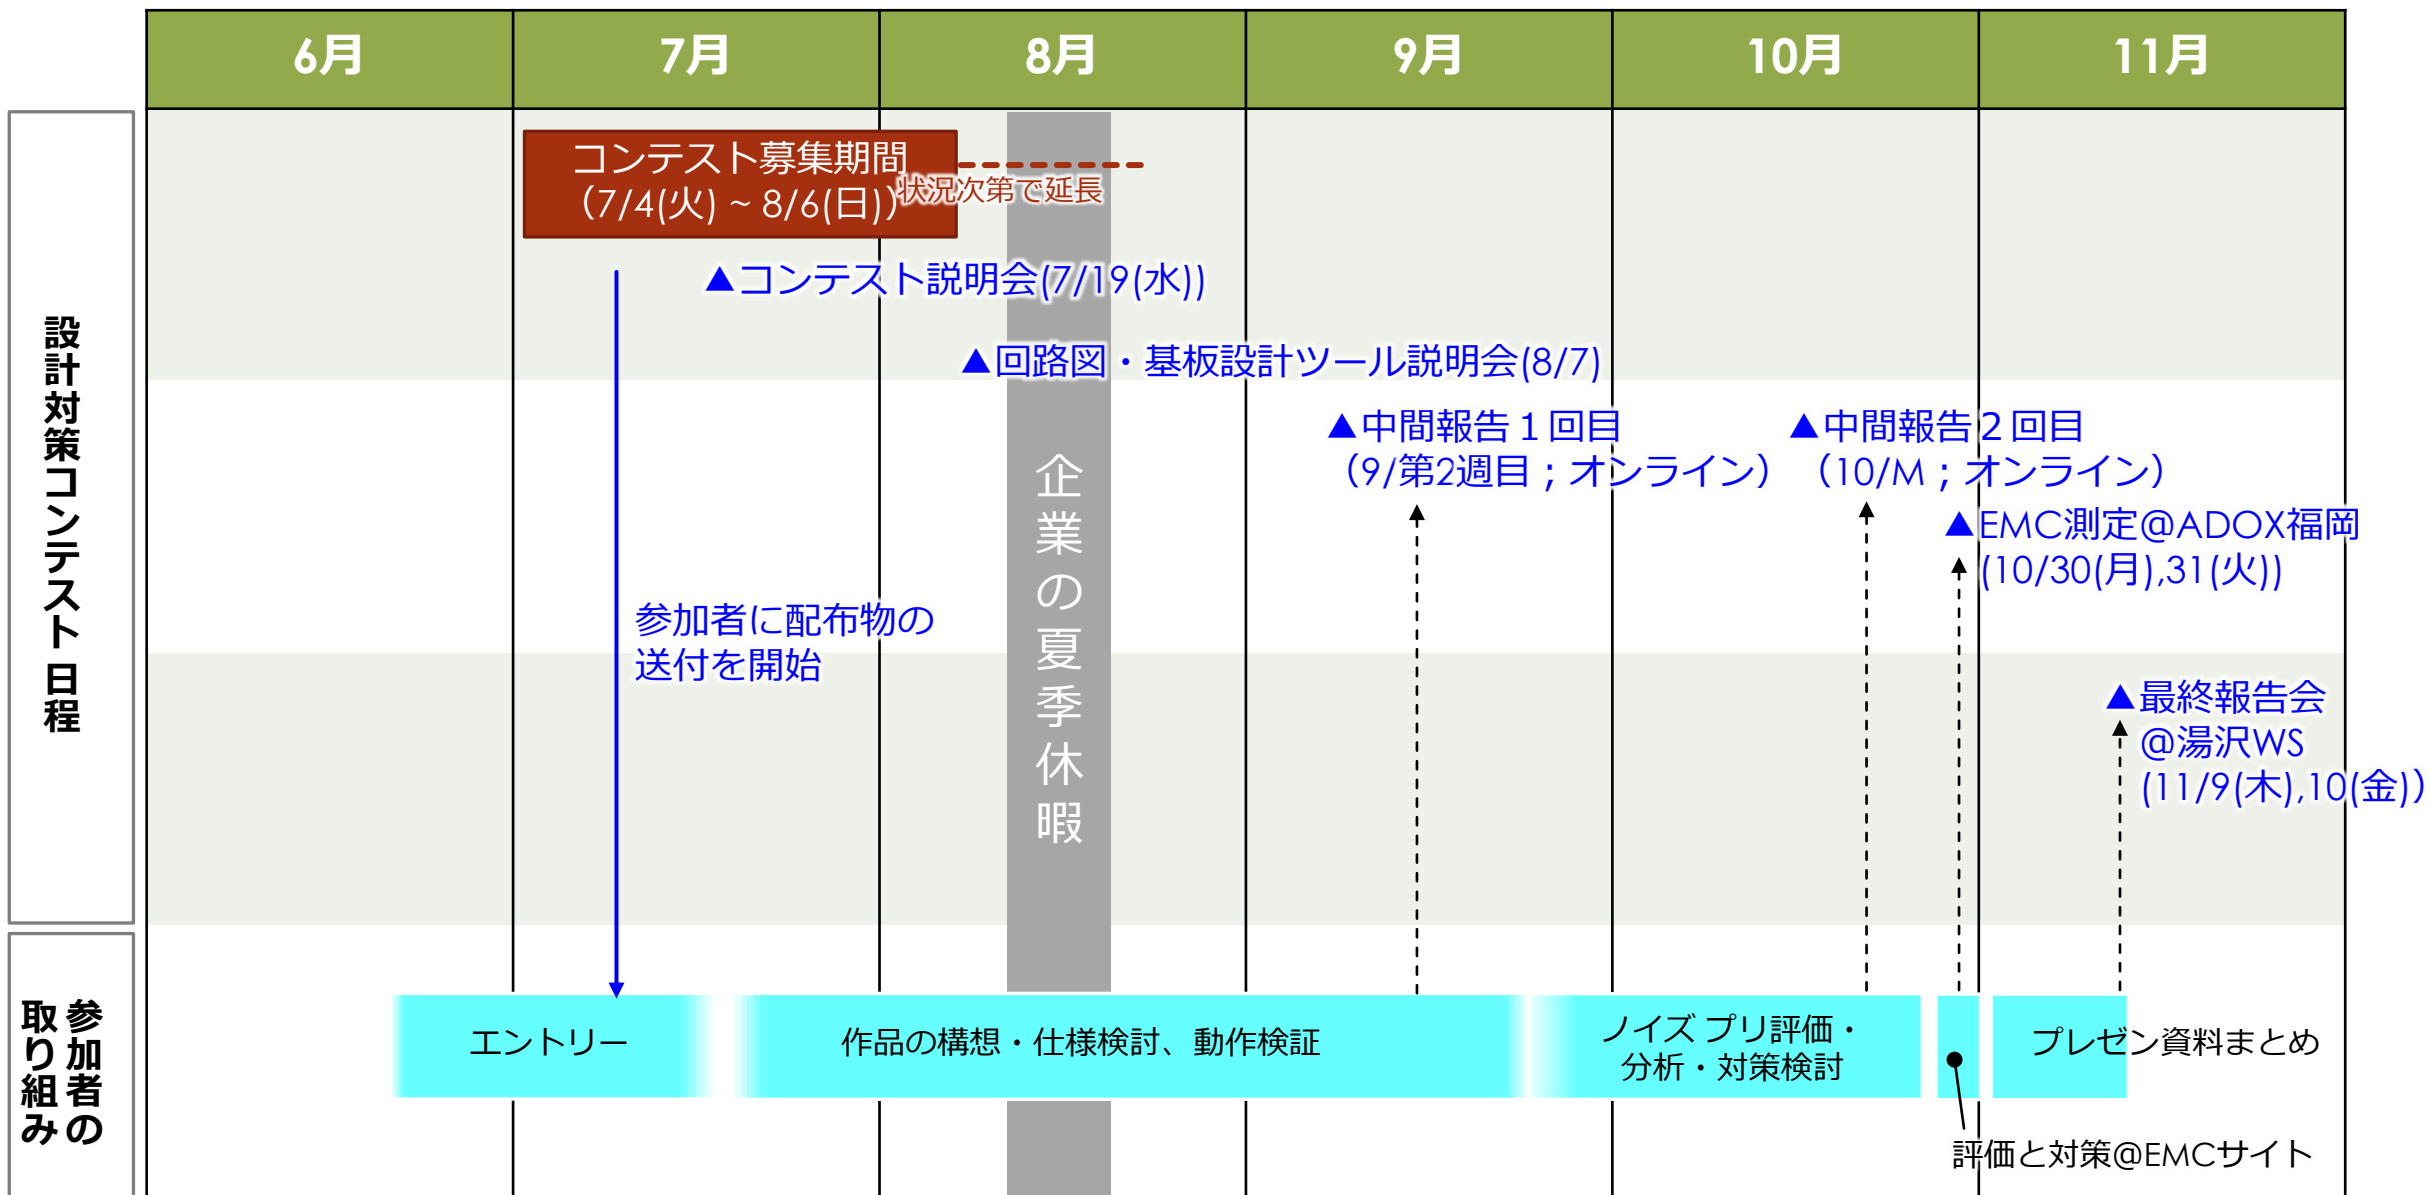 6月
7月
8月
9月
10月
11月
設計対策コンテスト 日程
コンテスト募集期間
（7/4(火) ~ 8/6(日)）
状況次第で延長
▲コンテスト説明会(7/19(水))
▲回路図・基板設計ツール説明会(8/7)
企業の夏季休暇
▲中間報告１回目
（9/第2週目；オンライン）
▲中間報告２回目
（10/M；オンライン）
▲EMC測定@ADOX福岡
(10/30(月),31(火))
参加者に配布物の
送付を開始
▲最終報告会
@湯沢WS
(11/9(木),10(金)）
参加者の
取り組み
エントリー
作品の構想・仕様検討、動作検証
ノイズ プリ評価・
分析・対策検討
プレゼン資料まとめ
評価と対策@EMCサイト